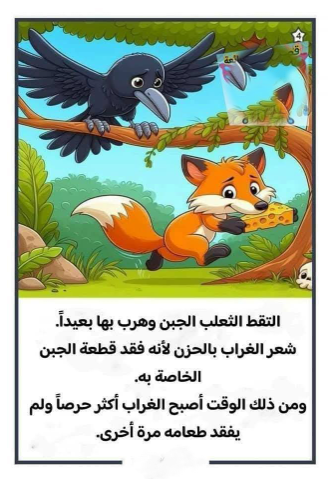 4
التقط الثعلب الجبن وهرب بها بعيداً.
شعر الغراب بالحزن لأنه فقد قطعة الجبن
الخاصة به.
ومن ذلك الوقت أصبح الغراب أكثر حرصاً ولم
يفقد طعامه مرة أخرى.